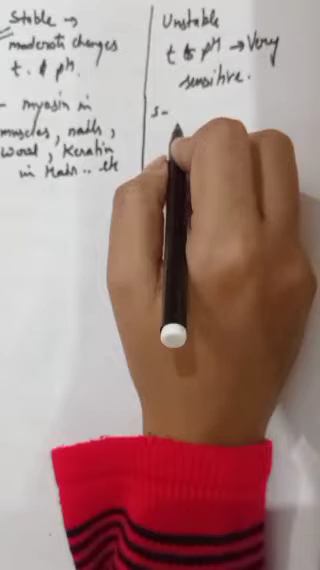 Stable →
moderate changes
t. & pH.
- myosin in
muscles, nails,
wool, Keratin
in Hair.. etc
Unstable
t & pH → Very
sensitive.
s-